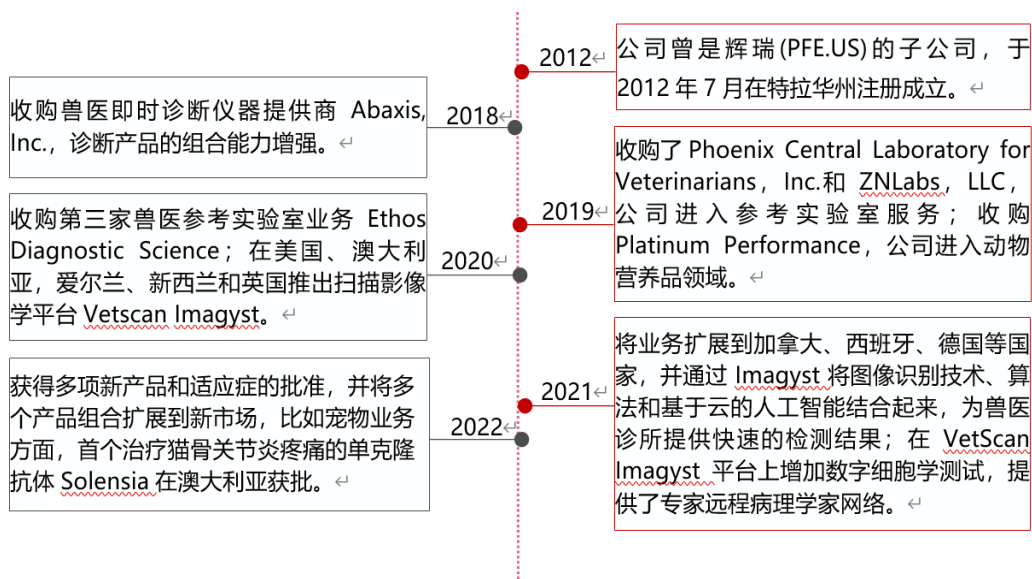 2012
公司曾是辉瑞(PFE.US)的子公司，于
2012年7月在特拉华州注册成立。
2018
收购兽医即时诊断仪器提供商 Abaxis,
Inc.，诊断产品的组合能力增强。
2019
收购了Phoenix Central Laboratory for
Veterinarians，Inc.和 ZNLabs，LLC，
公司进入参考实验室服务；收购
Platinum Performance，公司进入动物
营养品领域。
2020
收购第三家兽医参考实验室业务 Ethos
Diagnostic Science；在美国、澳大利
亚，爱尔兰、新西兰和英国推出扫描影像
学平台 Vetscan Imagyst。
2021
将业务扩展到加拿大、西班牙、德国等国
家，并通过 Imagyst 将图像识别技术、算
法和基于云的人工智能结合起来，为兽医
诊所提供快速的检测结果；在 VetScan
Imagyst 平台上增加数字细胞学测试，提
供了专家远程病理学家网络。
2022
获得多项新产品和适应症的批准，并将多
个产品组合扩展到新市场，比如宠物业务
方面，首个治疗猫骨关节炎疼痛的单克隆
抗体 Solensia 在澳大利亚获批。